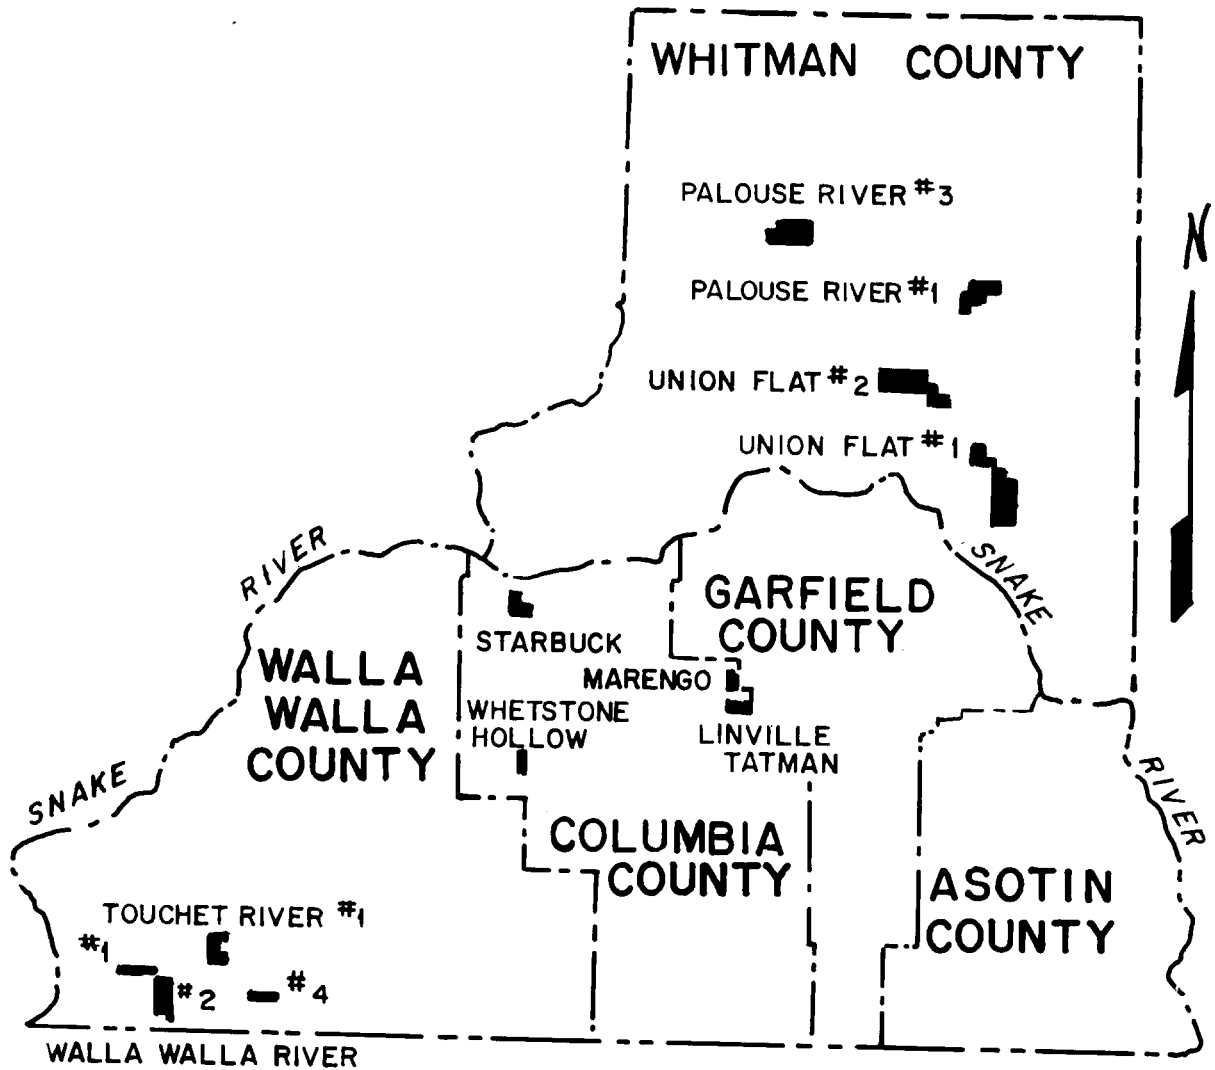 WHITMAN COUNTY
PALOUSE RIVER #3
N
PALOUSE RIVER #1
UNION FLAT #2
UNION FLAT #1
SNAKE
RIVER
GARFIELD
COUNTY
STARBUCK
MARENGO
WALLA
WALLA
COUNTY
WHETSTONE
HOLLOW
LINVILLE
TATMAN
SNAKE
RIVER
COLUMBIA
COUNTY
ASOTIN
COUNTY
TOUCHET RIVER #1
#1
#2
#4
WALLA WALLA RIVER